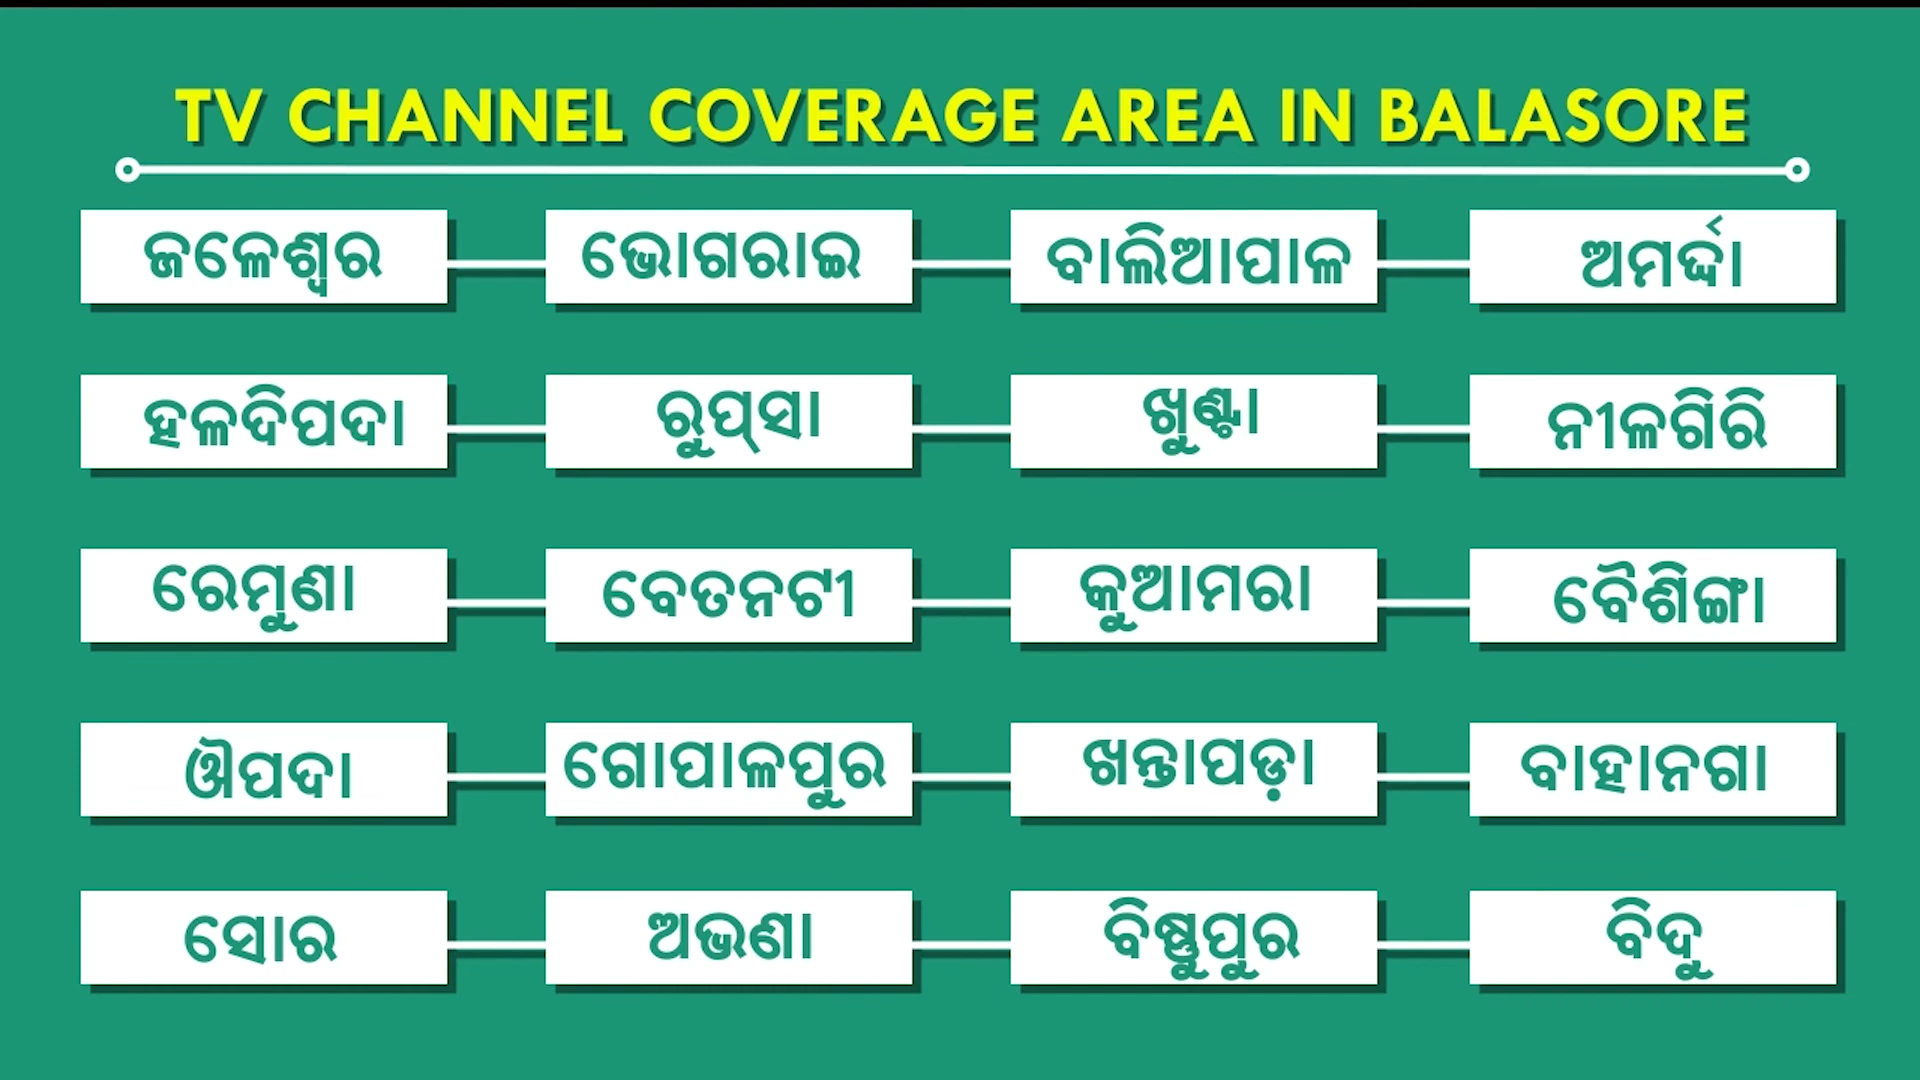 TV CHANNEL COVERAGE AREA IN BALASORE
ଜଳେଶ୍ୱର ଭୋଗରାଇ ବାଲିଆପାଳ ଅମର୍ଦ୍ଦା
ହଳଦିପଦା ରୁପ୍‌ସା ଖୁଣ୍ଟା ନୀଳଗିରି
ରେମୁଣା ବେତନଟୀ କୁଆମରା ବୈଶିଙ୍ଗା
ଔପଦା ଗୋପାଳପୁର ଖନ୍ତାପଡ଼ା ବାହାନଗା
ସୋର ଅଭଣା ବିଷ୍ଣୁପୁର ବିଦୁ